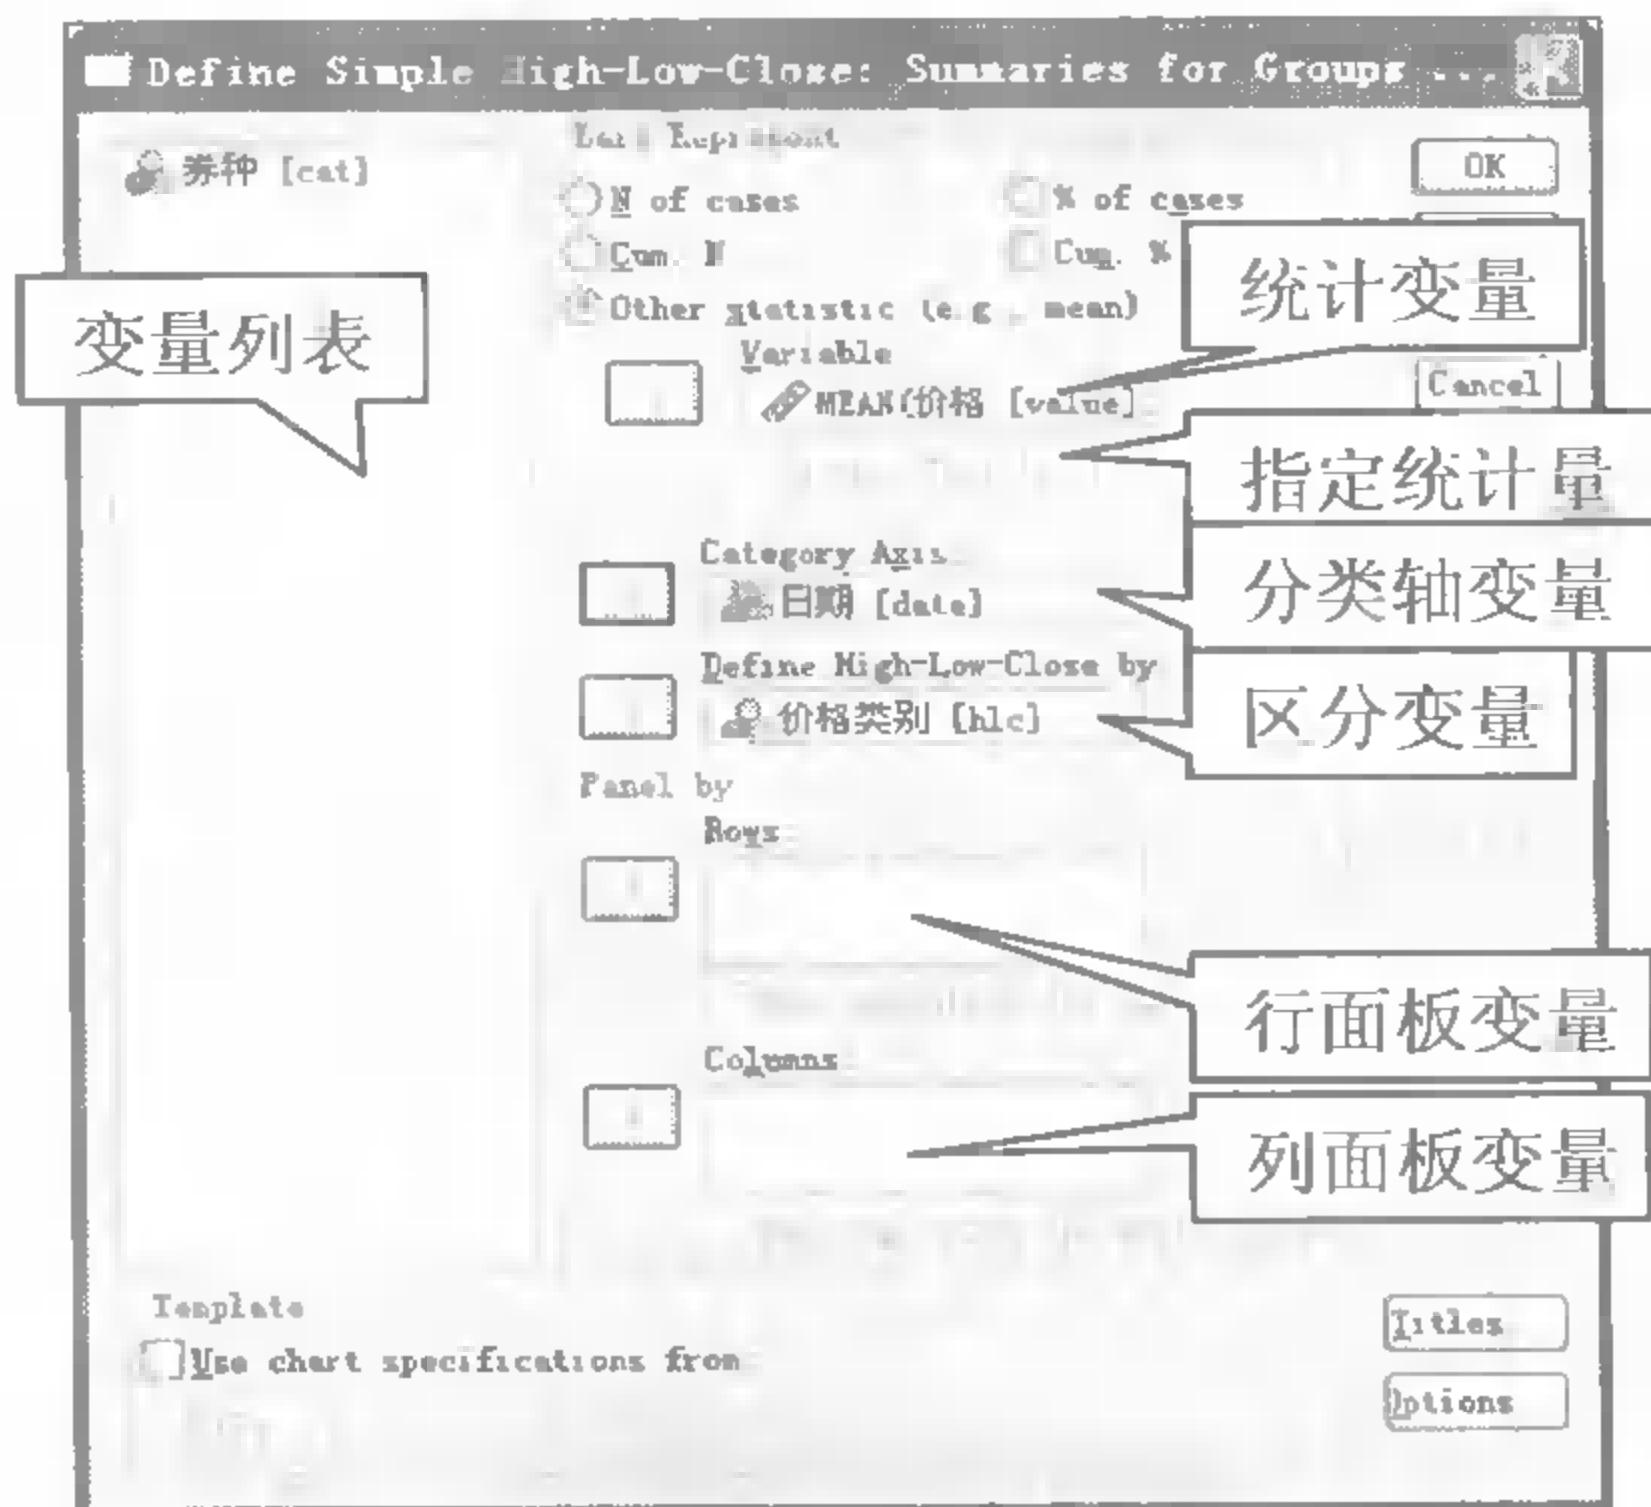 Define Simple High-Low-Close: Summaries for Groups ...
券种 [cat]
Bars Represent
N of cases
% of cases
OK
Cum. N
Cum. %
统计变量
Other statistic (e.g., mean)
变量列表
Variable
MEAN(价格 [value]
Cancel
指定统计量
Category Axis:
日期 [date]
分类轴变量
Define High-Low-Close by
价格类别 [hlc]
区分变量
Panel by
Rows:
行面板变量
Columns:
列面板变量
Template
Use chart specifications from:
Titles
Options